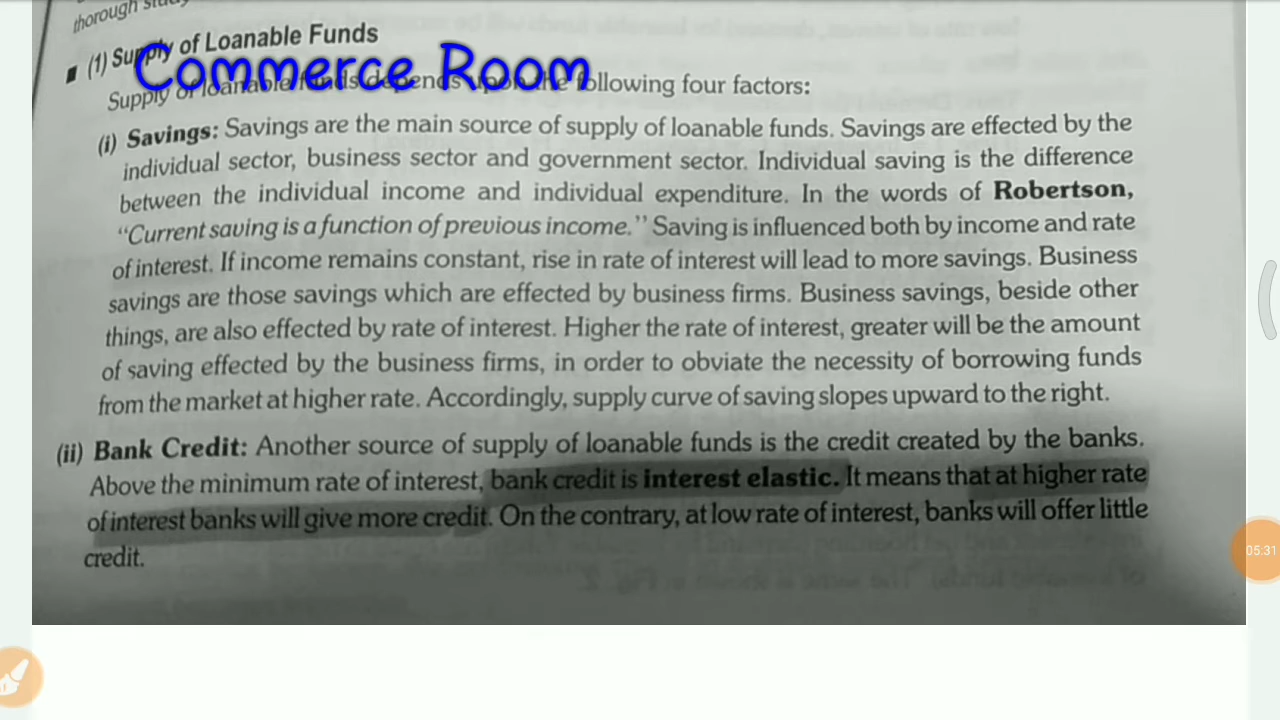 thorough
(1) Supply of Loanable Funds
Commerce Room
Supply of loanable funds depends upon the following four factors:
(i) Savings: Savings are the main source of supply of loanable funds. Savings are effected by the
individual sector, business sector and government sector. Individual saving is the difference
between the individual income and individual expenditure. In the words of Robertson,
“Current saving is a function of previous income.” Saving is influenced both by income and rate
of interest. If income remains constant, rise in rate of interest will lead to more savings. Business
savings are those savings which are effected by business firms. Business savings, beside other
things, are also effected by rate of interest. Higher the rate of interest, greater will be the amount
of saving effected by the business firms, in order to obviate the necessity of borrowing funds
from the market at higher rate. Accordingly, supply curve of saving slopes upward to the right.
(ii) Bank Credit: Another source of supply of loanable funds is the credit created by the banks.
Above the minimum rate of interest, bank credit is interest elastic. It means that at higher rate
of interest banks will give more credit. On the contrary, at low rate of interest, banks will offer little
credit.
05:31